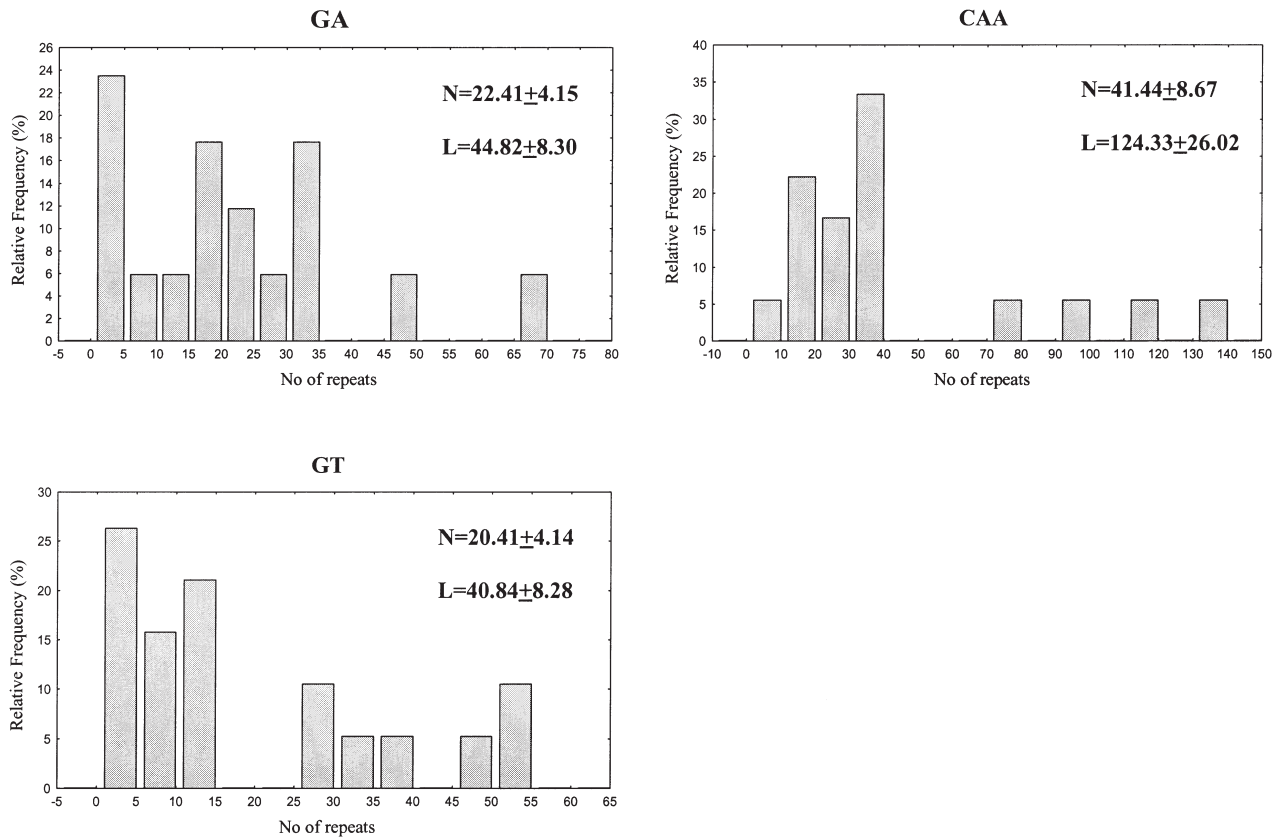 GA
26
24
22
20
18
16
14
12
10
8
6
4
2
0
Relative Frequency (%)
N=22.41±4.15
L=44.82±8.30
-5 0 5 10 15 20 25 30 35 40 45 50 55 60 65 70 75 80
No of repeats
CAA
40
35
30
25
20
15
10
5
0
Relative Frequency (%)
N=41.44±8.67
L=124.33±26.02
-10 0 10 20 30 40 50 60 70 80 90 100 110 120 130 140 150
No of repeats
GT
30
25
20
15
10
5
0
Relative Frequency (%)
N=20.41±4.14
L=40.84±8.28
-5 0 5 10 15 20 25 30 35 40 45 50 55 60 65
No of repeats